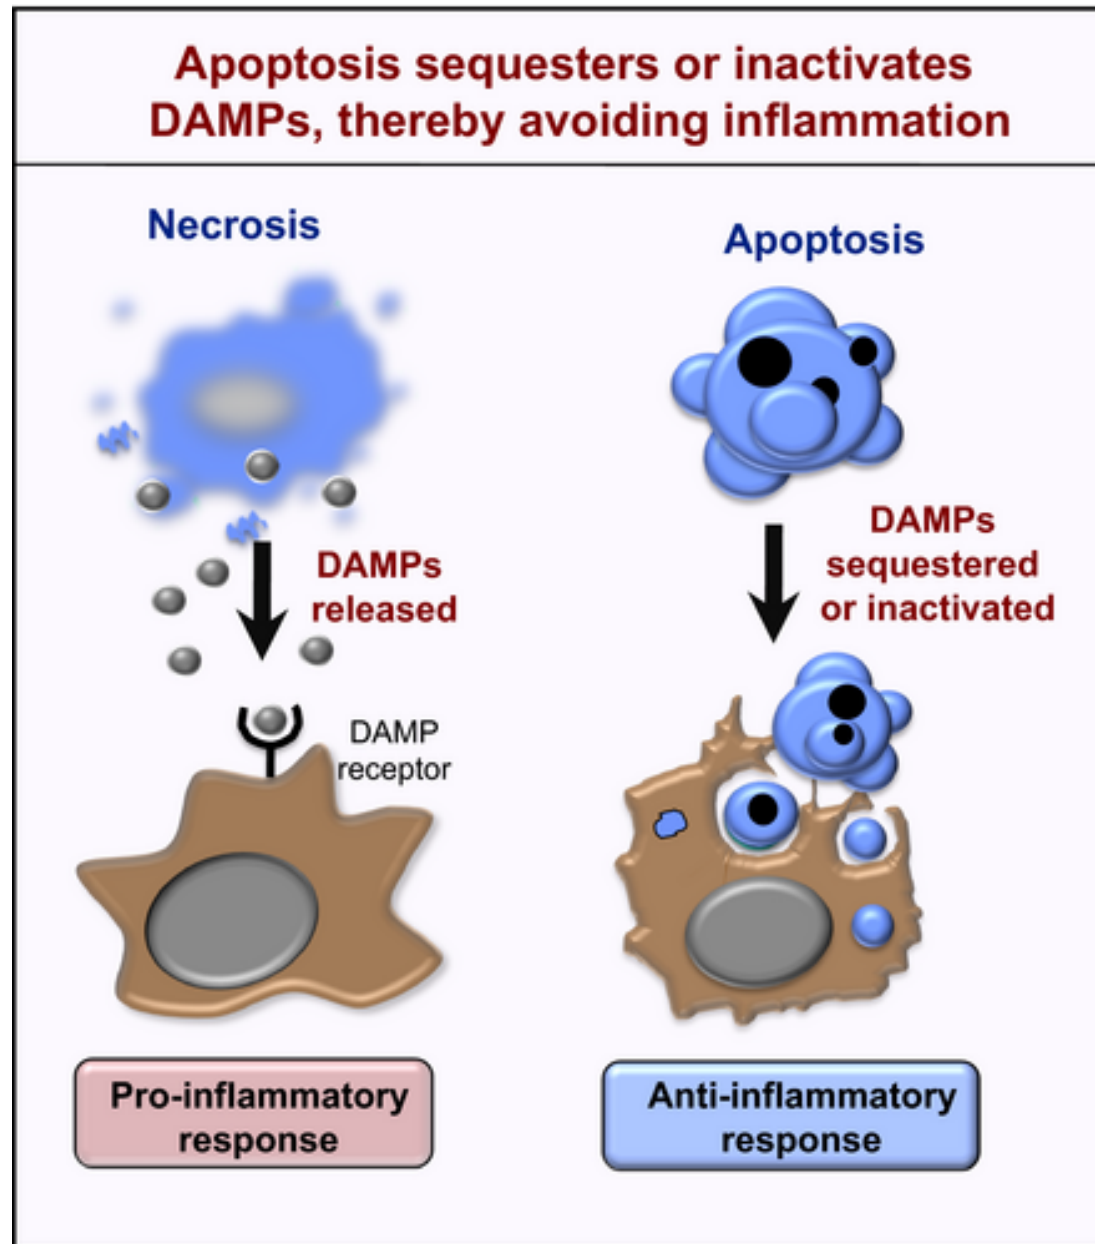 Apoptosis sequesters or inactivates
DAMPs, thereby avoiding inflammation
Necrosis
Apoptosis
DAMPs
released
DAMPs
sequestered
or inactivated
DAMP
receptor
Pro-inflammatory
response
Anti-inflammatory
response